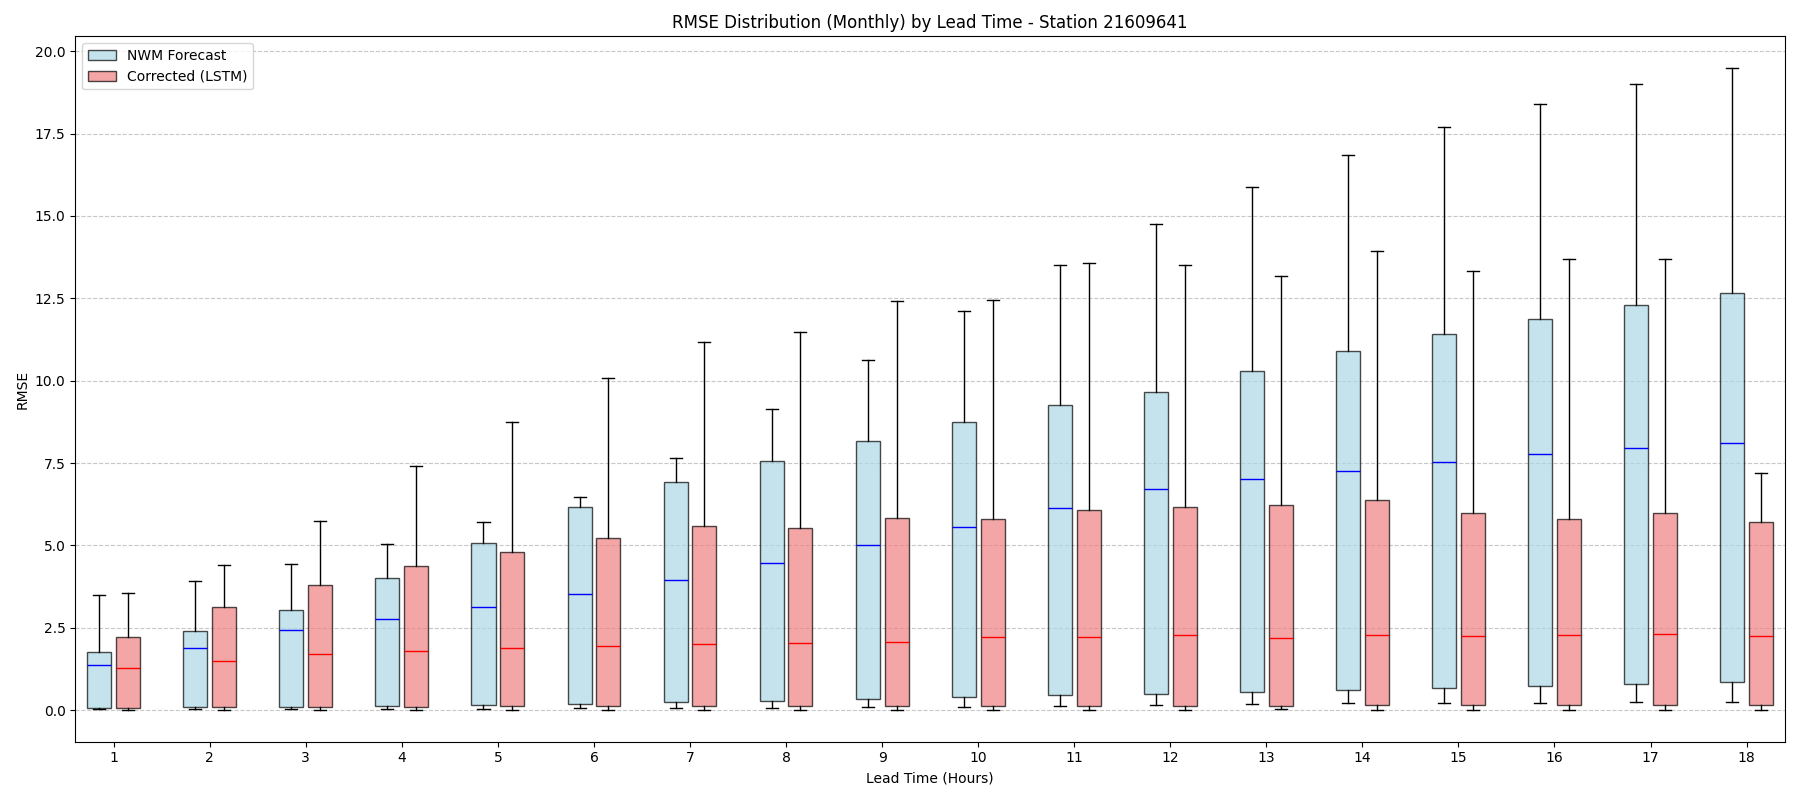 RMSE Distribution (Monthly) by Lead Time - Station 21609641
NWM Forecast
Corrected (LSTM)
20.0
17.5
15.0
12.5
10.0
7.5
5.0
2.5
0.0
RMSE
1 2 3 4 5 6 7 8 9 10 11 12 13 14 15 16 17 18
Lead Time (Hours)